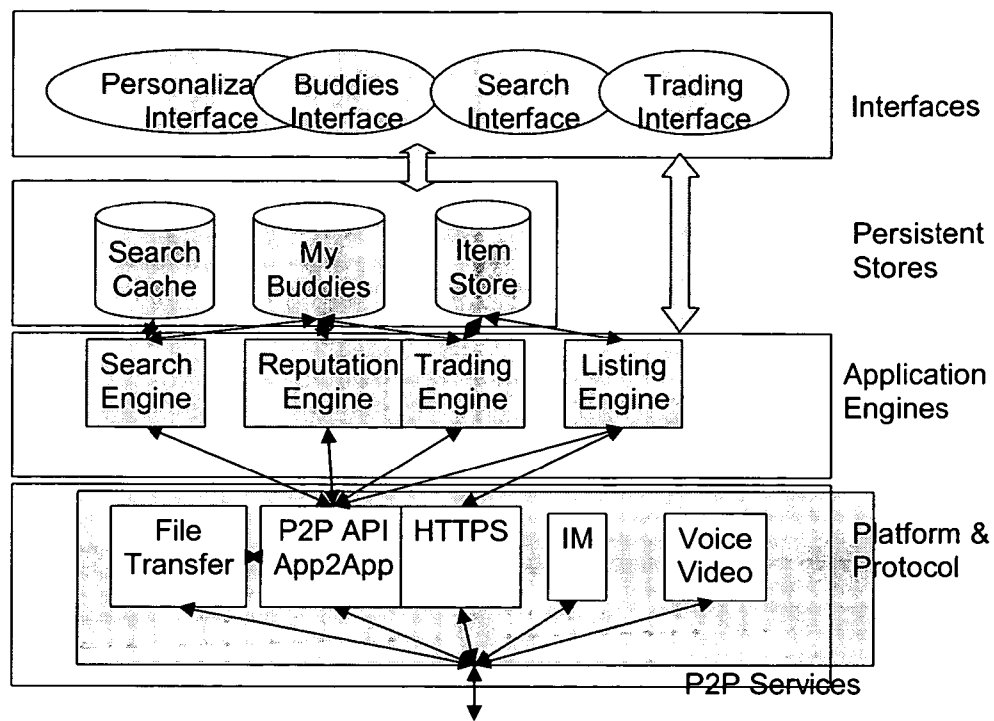 Personaliza
Interface
Buddies
Interface
Search
Interface
Trading
Interface
Interfaces
Search
Cache
My
Buddies
Item
Store
Persistent
Stores
Search
Engine
Reputation
Engine
Trading
Engine
Listing
Engine
Application
Engines
File
Transfer
P2P API
App2App
HTTPS
IM
Voice
Video
Platform &
Protocol
P2P Services